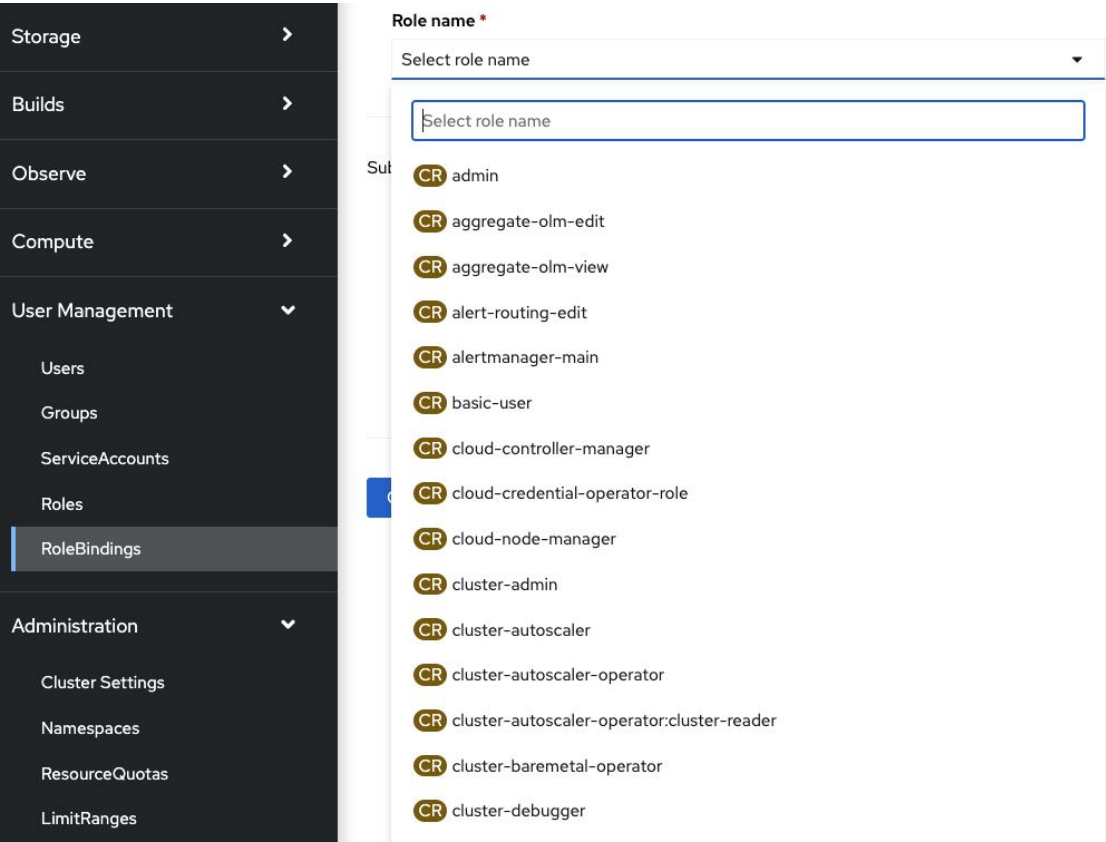 Storage
Builds
Observe
Compute
User Management
Users
Groups
ServiceAccounts
Roles
RoleBindings
Administration
Cluster Settings
Namespaces
ResourceQuotas
LimitRanges
Role name *
Select role name
Select role name
CR admin
CR aggregate-olm-edit
CR aggregate-olm-view
CR alert-routing-edit
CR alertmanager-main
CR basic-user
CR cloud-controller-manager
CR cloud-credential-operator-role
CR cloud-node-manager
CR cluster-admin
CR cluster-autoscaler
CR cluster-autoscaler-operator
CR cluster-autoscaler-operator:cluster-reader
CR cluster-baremetal-operator
CR cluster-debugger